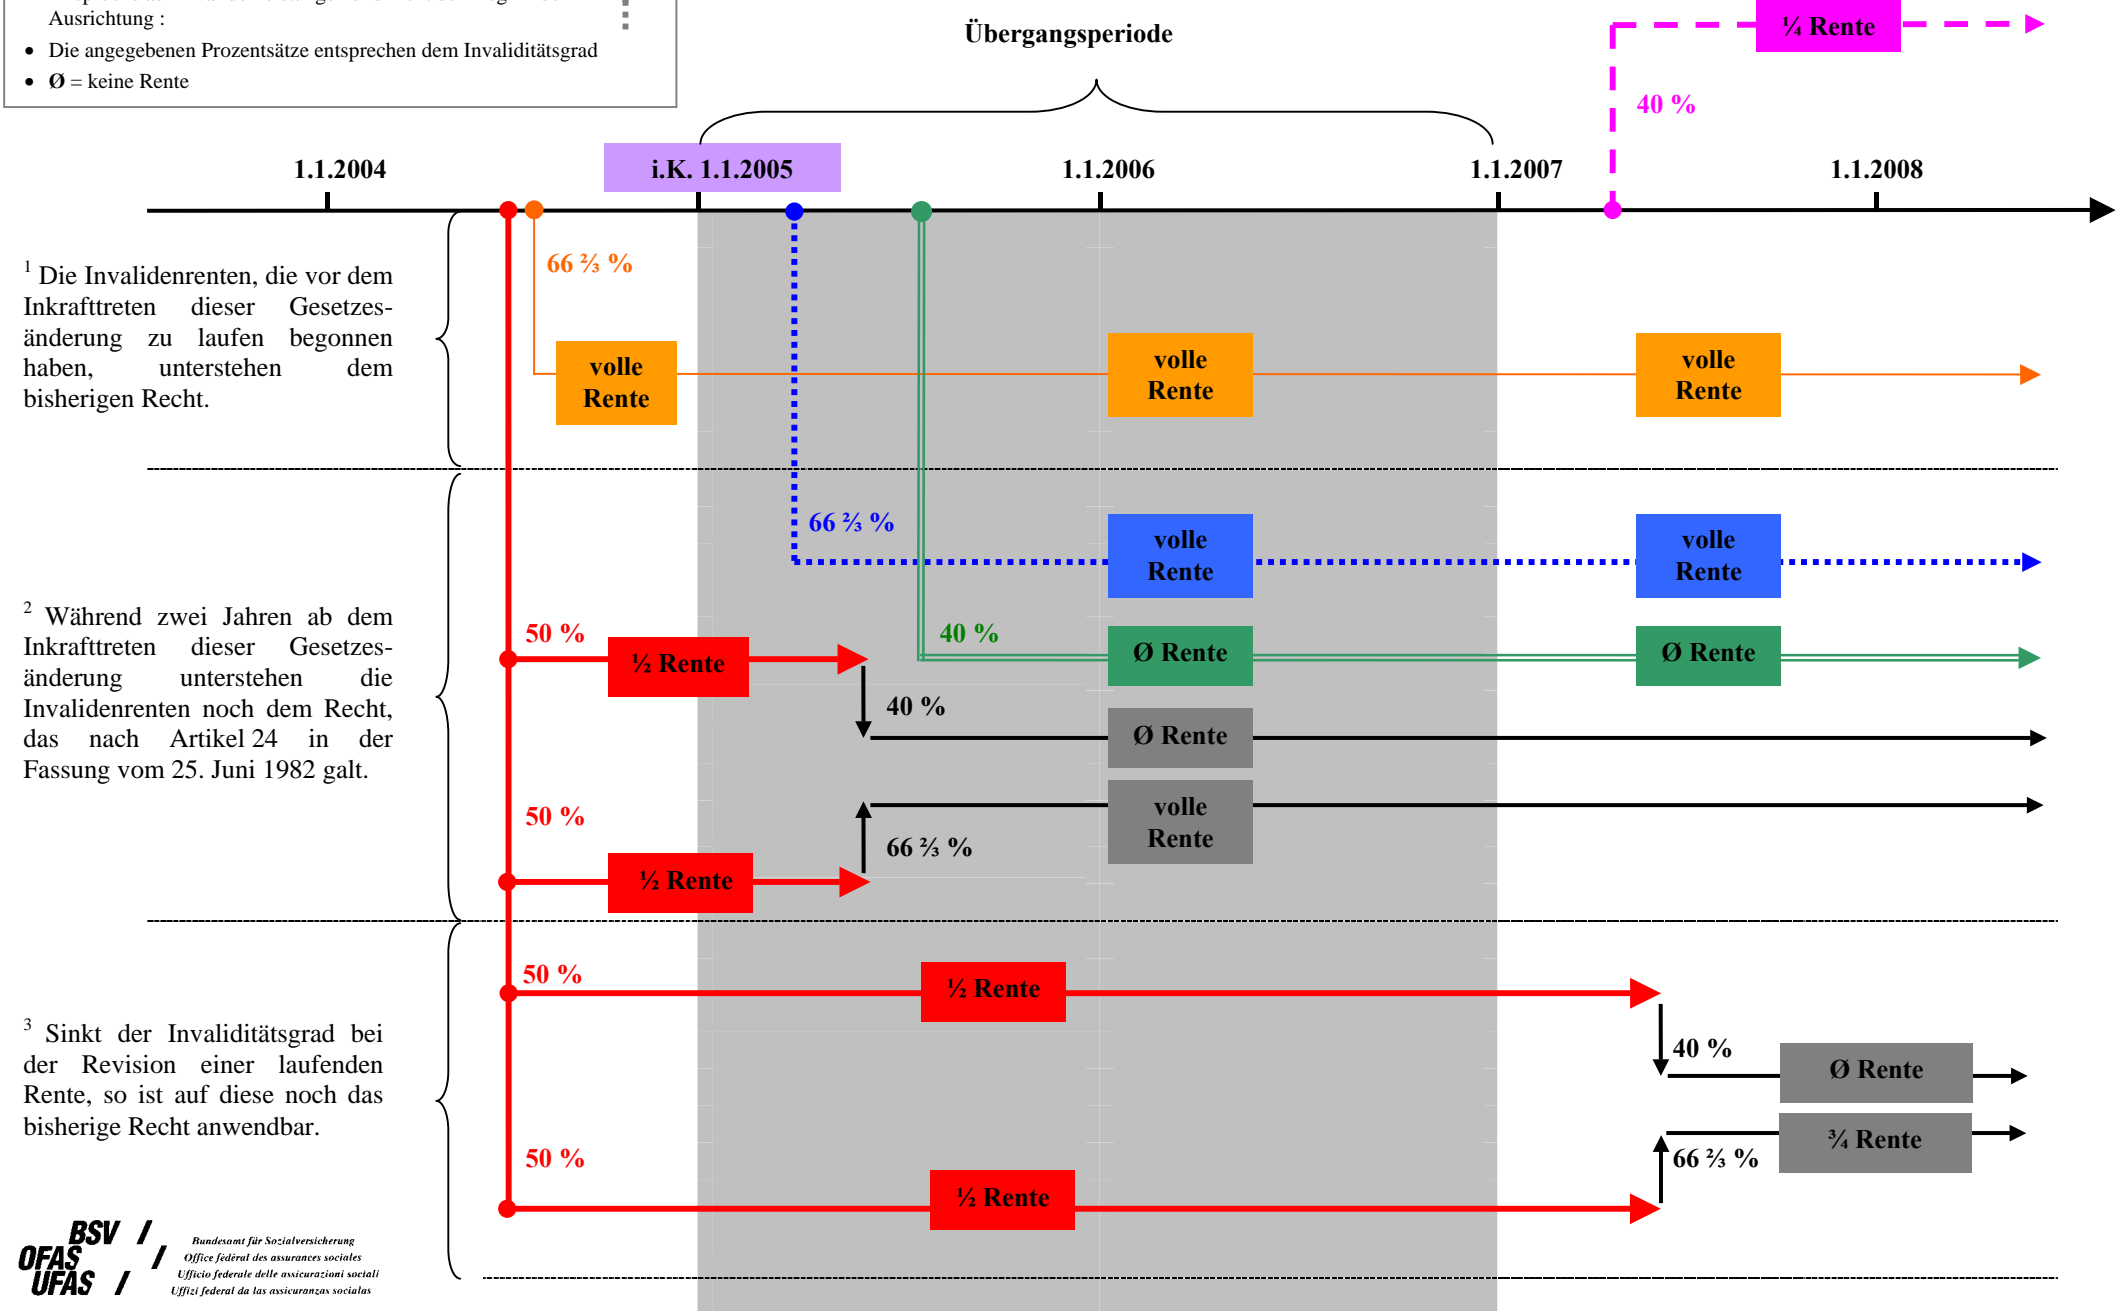 Ausrichtung :
• Die angegebenen Prozentsätze entsprechen dem Invaliditätsgrad
• Ø = keine Rente
Übergangsperiode
¼ Rente
40 %
1.1.2004
i.K. 1.1.2005
1.1.2006
1.1.2007
1.1.2008
1 Die Invalidenrenten, die vor dem
Inkrafttreten dieser Gesetzes-
änderung zu laufen begonnen
haben, unterstehen dem
bisherigen Recht.
66 ⅔ %
volle
Rente
volle
Rente
volle
Rente
2 Während zwei Jahren ab dem
Inkrafttreten dieser Gesetzes-
änderung unterstehen die
Invalidenrenten noch dem Recht,
das nach Artikel 24 in der
Fassung vom 25. Juni 1982 galt.
66 ⅔ %
volle
Rente
volle
Rente
50 %
½ Rente
40 %
Ø Rente
Ø Rente
40 %
Ø Rente
50 %
½ Rente
66 ⅔ %
volle
Rente
3 Sinkt der Invaliditätsgrad bei
der Revision einer laufenden
Rente, so ist auf diese noch das
bisherige Recht anwendbar.
50 %
½ Rente
40 %
Ø Rente
50 %
½ Rente
66 ⅔ %
¾ Rente
BSV /
OFAS /
UFAS /
Bundesamt für Sozialversicherung
Office fédéral des assurances sociales
Ufficio federale delle assicurazioni sociali
Uffizi federal da las assicuranzas socialas